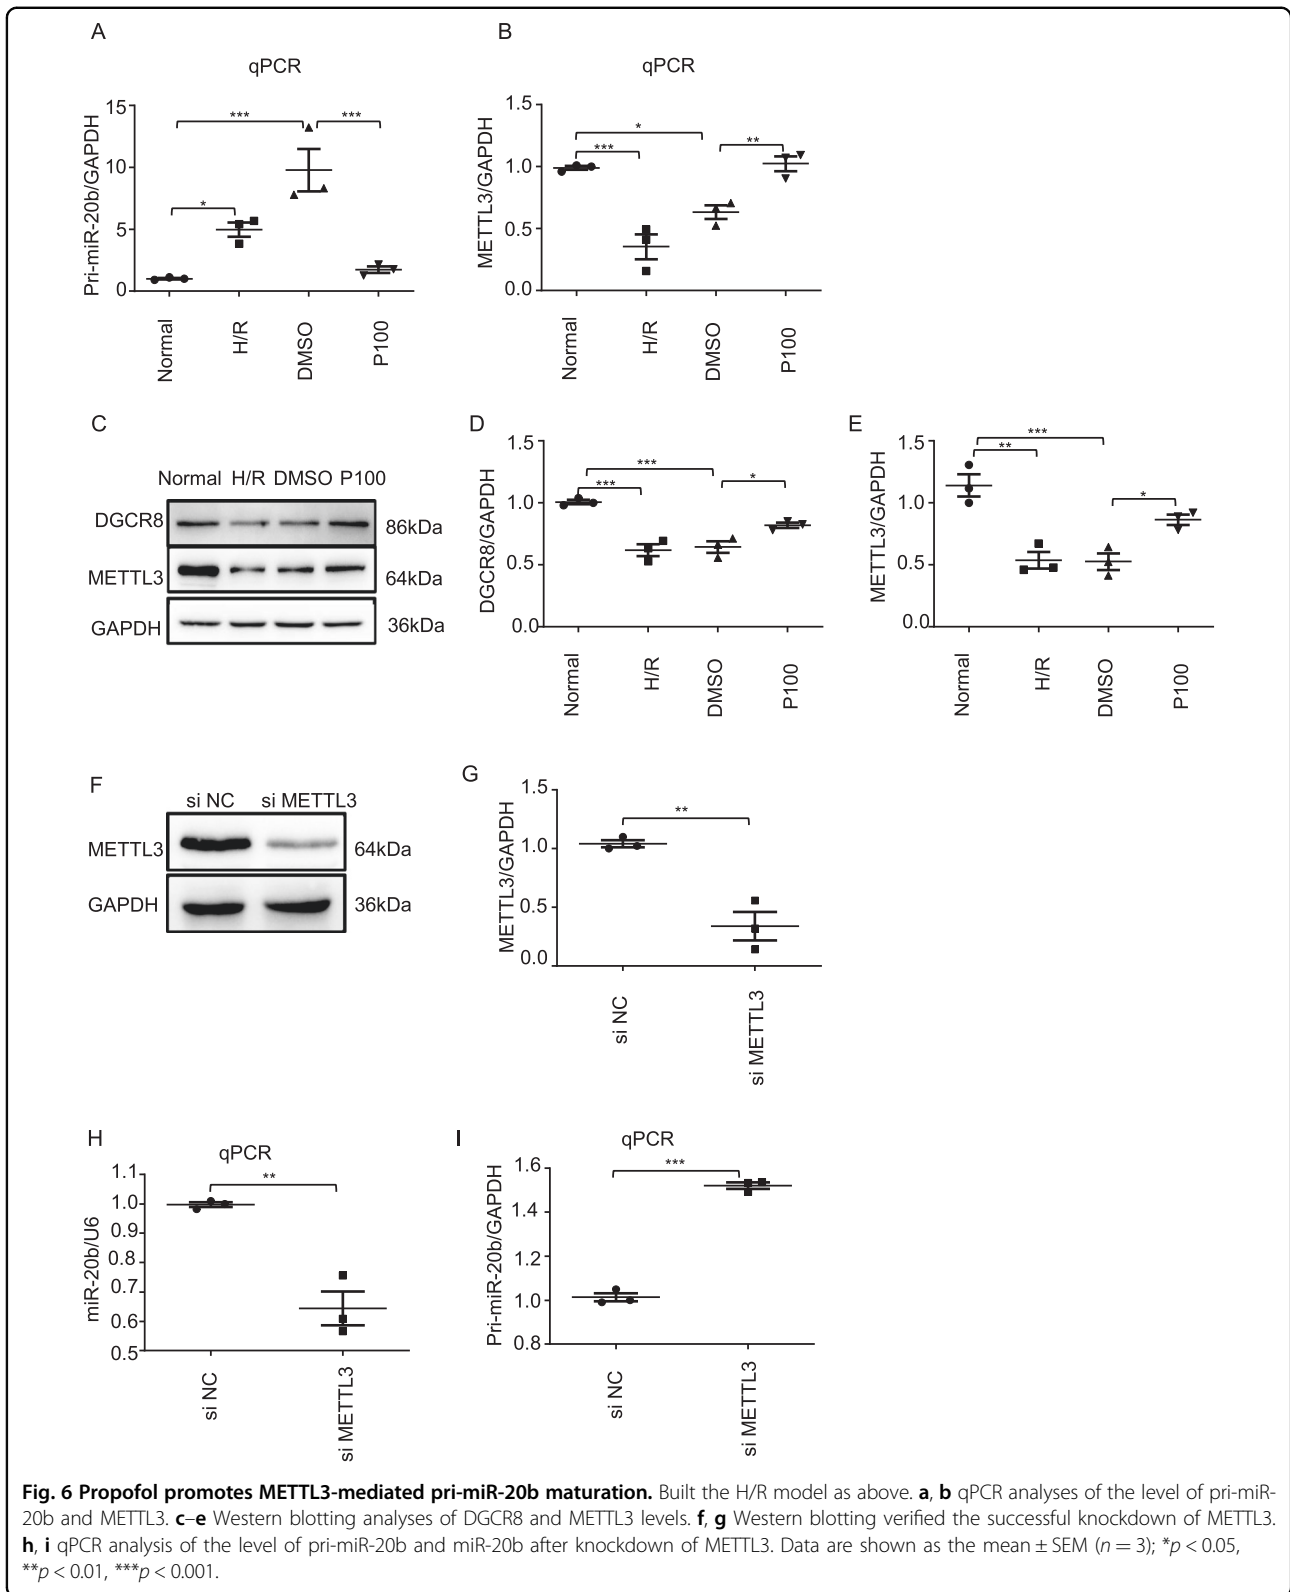 A
qPCR
Pri-miR-20b/GAPDH
15
10
5
0
***
***
*
Normal
H/R
DMSO
P100
B
qPCR
METTL3/GAPDH
1.5
1.0
0.5
0.0
*
***
**
Normal
H/R
DMSO
P100
C
Normal H/R DMSO P100
DGCR8 86kDa
METTL3 64kDa
GAPDH 36kDa
D
DGCR8/GAPDH
1.5
1.0
0.5
0.0
***
***
*
Normal
H/R
DMSO
P100
E
METTL3/GAPDH
1.5
1.0
0.5
0.0
***
**
*
Normal
H/R
DMSO
P100
F
si NC si METTL3
METTL3 64kDa
GAPDH 36kDa
G
METTL3/GAPDH
1.5
1.0
0.5
0.0
**
si NC
si METTL3
H
qPCR
miR-20b/U6
1.1
1.0
0.9
0.8
0.7
0.6
0.5
**
si NC
si METTL3
I
qPCR
Pri-miR-20b/GAPDH
1.6
1.4
1.2
1.0
0.8
***
si NC
si METTL3
Fig. 6 Propofol promotes METTL3-mediated pri-miR-20b maturation. Built the H/R model as above. a, b qPCR analyses of the level of pri-miR-
20b and METTL3. c–e Western blotting analyses of DGCR8 and METTL3 levels. f, g Western blotting verified the successful knockdown of METTL3.
h, i qPCR analysis of the level of pri-miR-20b and miR-20b after knockdown of METTL3. Data are shown as the mean ± SEM (n = 3); *p < 0.05,
**p < 0.01, ***p < 0.001.